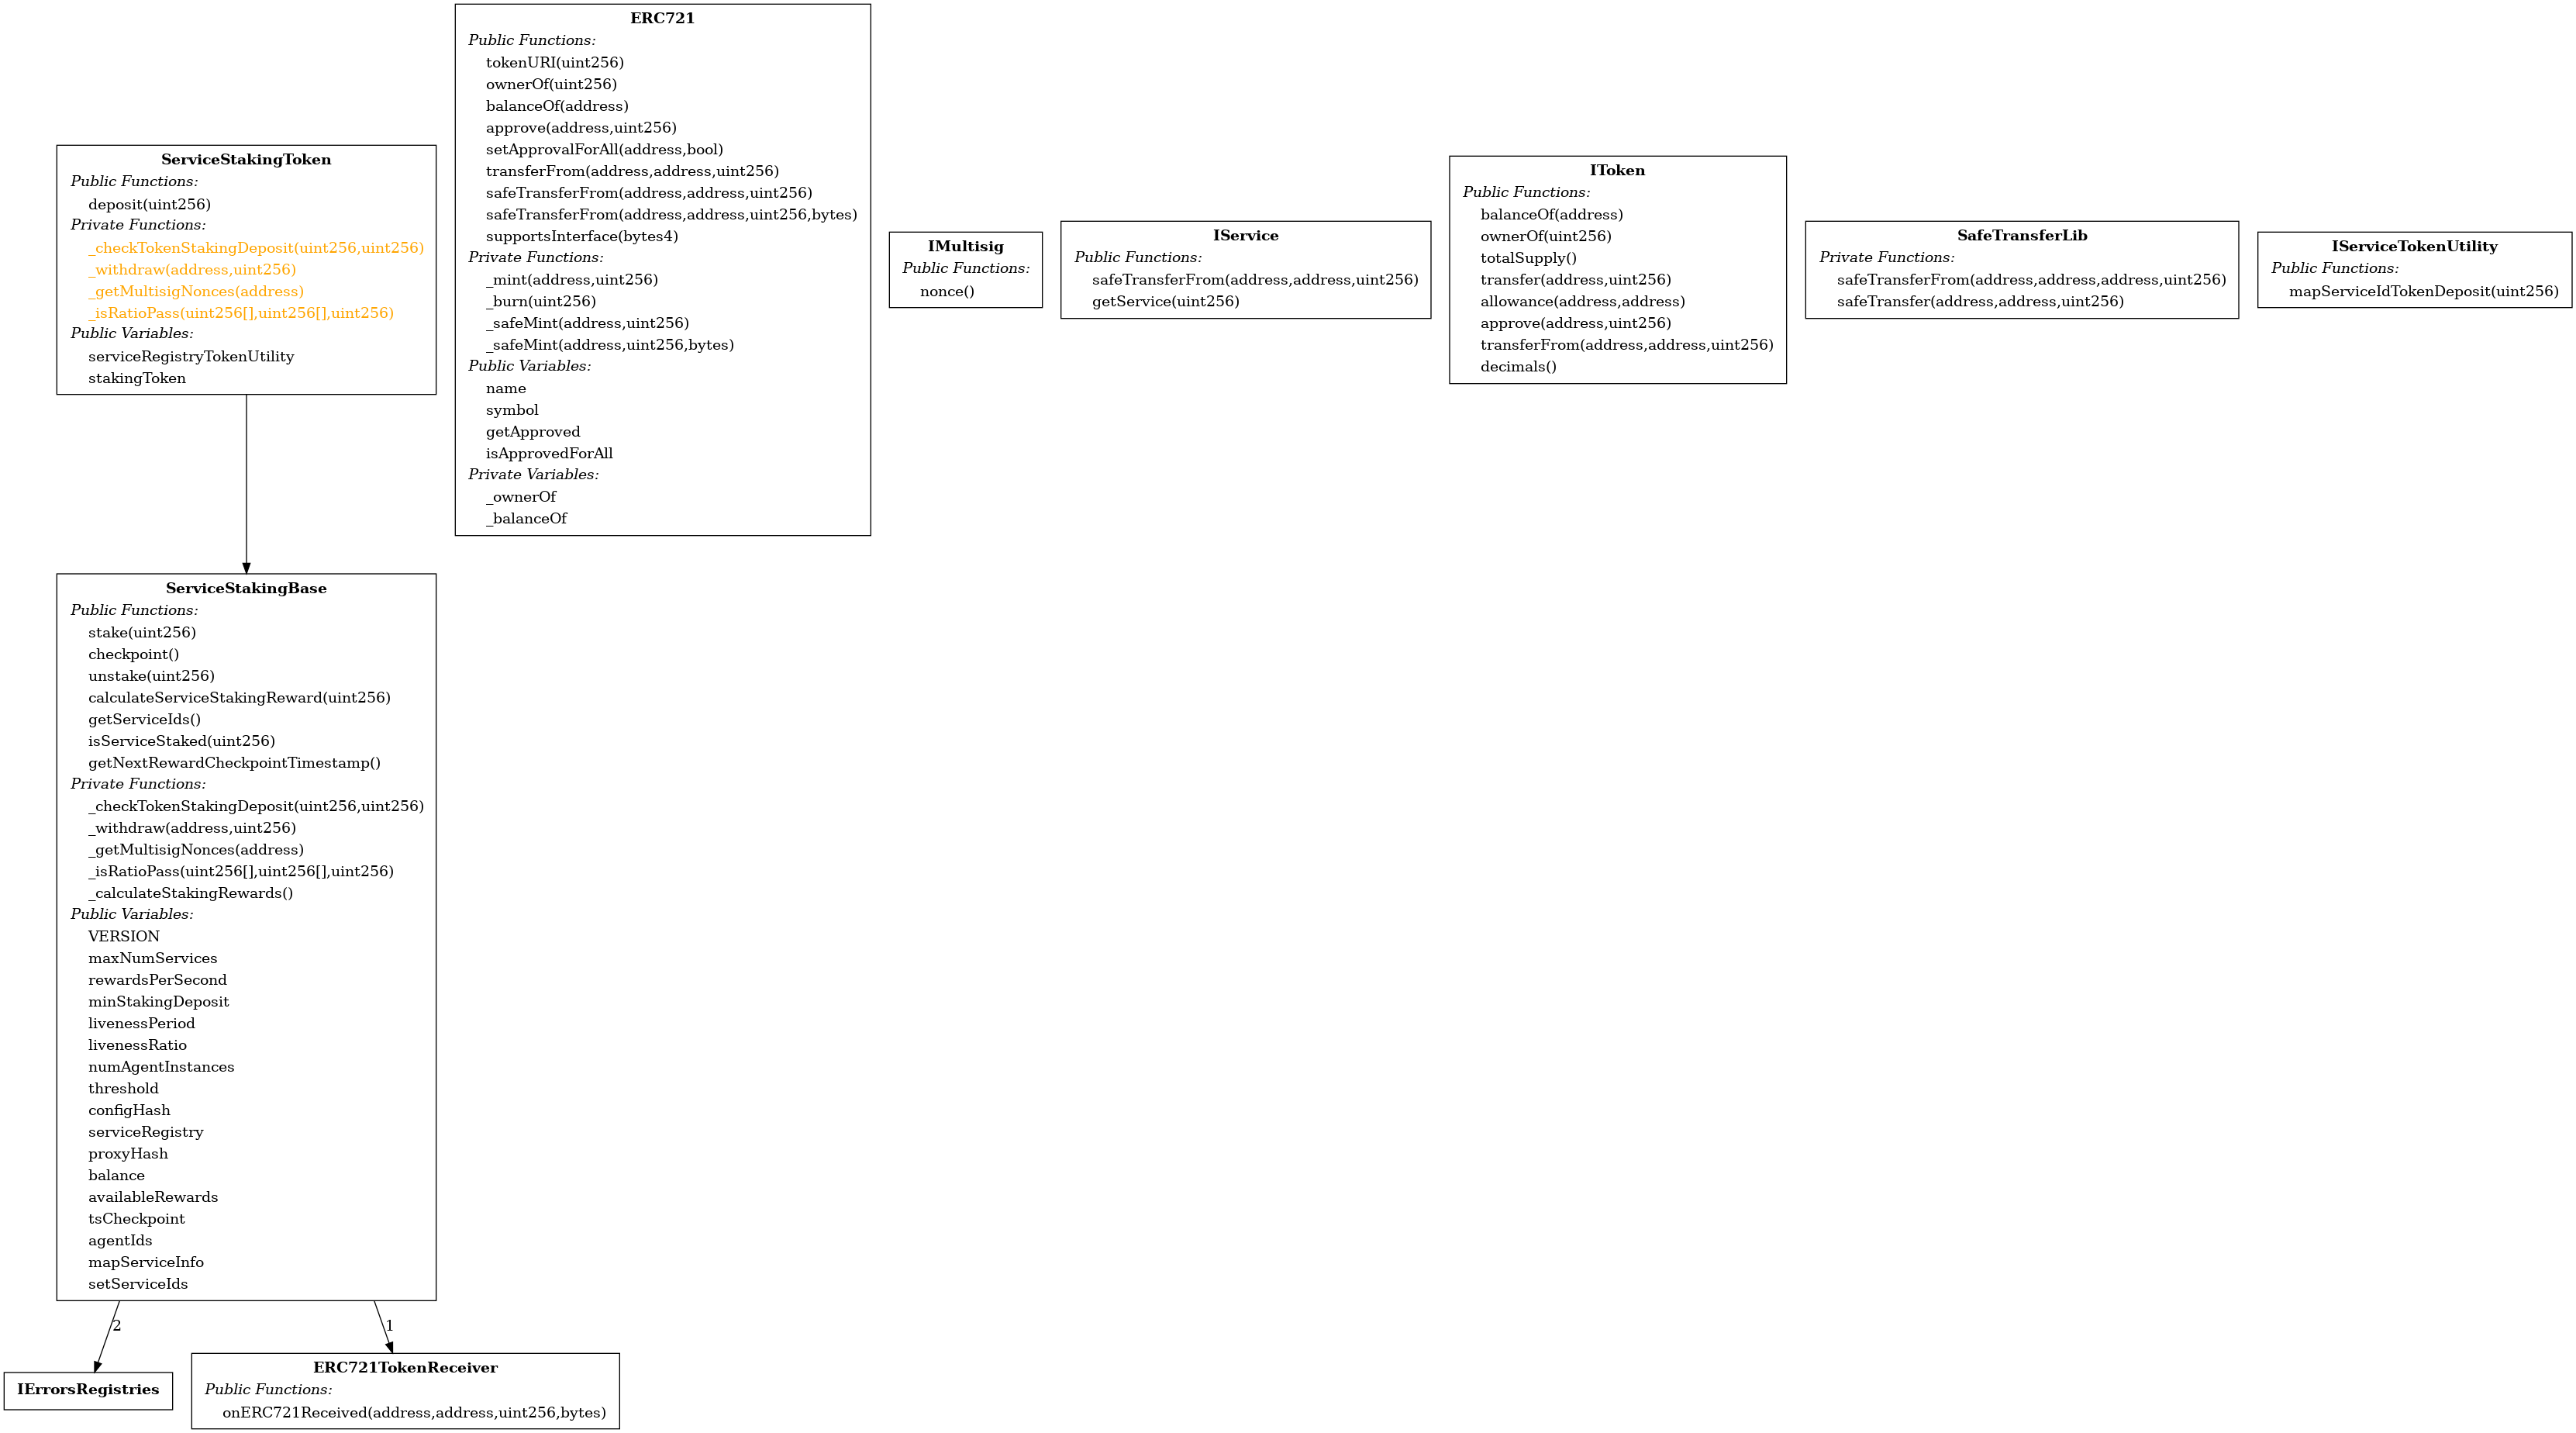 ServiceStakingToken
Public Functions:
deposit(uint256)
Private Functions:
_checkTokenStakingDeposit(uint256,uint256)
_withdraw(address,uint256)
_getMultisigNonces(address)
_isRatioPass(uint256[],uint256[],uint256)
Public Variables:
serviceRegistryTokenUtility
stakingToken
ERC721
Public Functions:
tokenURI(uint256)
ownerOf(uint256)
balanceOf(address)
approve(address,uint256)
setApprovalForAll(address,bool)
transferFrom(address,address,uint256)
safeTransferFrom(address,address,uint256)
safeTransferFrom(address,address,uint256,bytes)
supportsInterface(bytes4)
Private Functions:
_mint(address,uint256)
_burn(uint256)
_safeMint(address,uint256)
_safeMint(address,uint256,bytes)
Public Variables:
name
symbol
getApproved
isApprovedForAll
Private Variables:
_ownerOf
_balanceOf
IMultisig
Public Functions:
nonce()
IService
Public Functions:
safeTransferFrom(address,address,uint256)
getService(uint256)
IToken
Public Functions:
balanceOf(address)
ownerOf(uint256)
totalSupply()
transfer(address,uint256)
allowance(address,address)
approve(address,uint256)
transferFrom(address,address,uint256)
decimals()
SafeTransferLib
Private Functions:
safeTransferFrom(address,address,address,uint256)
safeTransfer(address,address,uint256)
IServiceTokenUtility
Public Functions:
mapServiceIdTokenDeposit(uint256)
ServiceStakingBase
Public Functions:
stake(uint256)
checkpoint()
unstake(uint256)
calculateServiceStakingReward(uint256)
getServiceIds()
isServiceStaked(uint256)
getNextRewardCheckpointTimestamp()
Private Functions:
_checkTokenStakingDeposit(uint256,uint256)
_withdraw(address,uint256)
_getMultisigNonces(address)
_isRatioPass(uint256[],uint256[],uint256)
_calculateStakingRewards()
Public Variables:
VERSION
maxNumServices
rewardsPerSecond
minStakingDeposit
livenessPeriod
livenessRatio
numAgentInstances
threshold
configHash
serviceRegistry
proxyHash
balance
availableRewards
tsCheckpoint
agentIds
mapServiceInfo
setServiceIds
2
1
IErrorsRegistries
ERC721TokenReceiver
Public Functions:
onERC721Received(address,address,uint256,bytes)